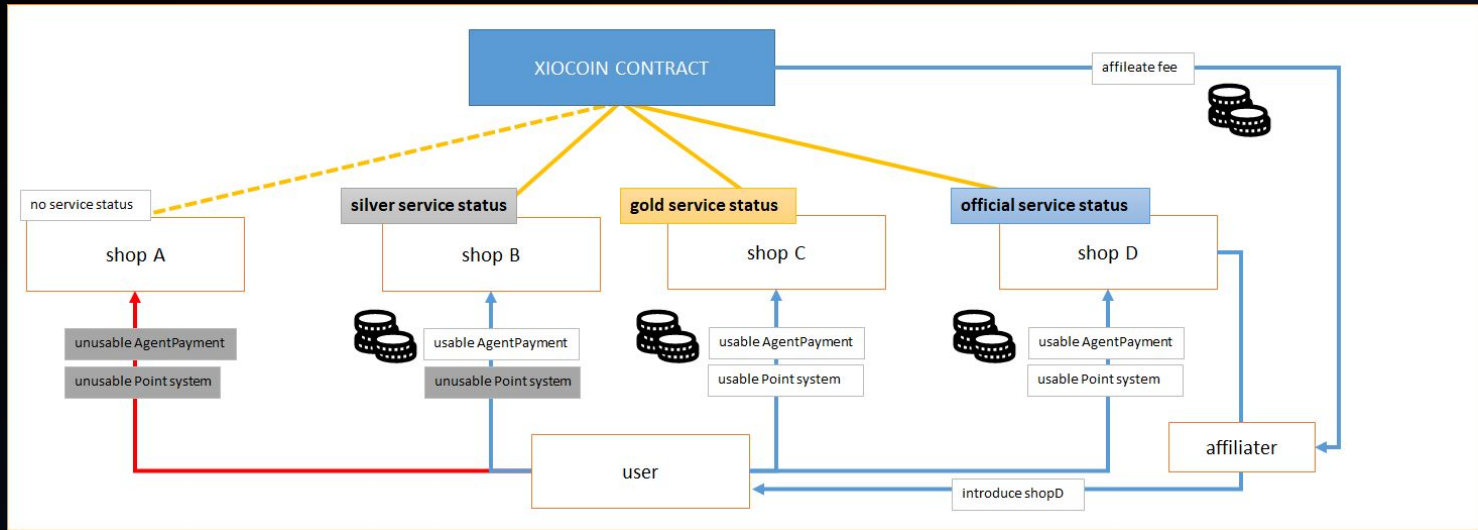 XIOCOIN CONTRACT
affileate fee
no service status
silver service status
gold service status
official service status
shop A
shop B
shop C
shop D
unusable AgentPayment
usable AgentPayment
usable AgentPayment
usable AgentPayment
unusable Point system
unusable Point system
usable Point system
usable Point system
user
affiliater
introduce shopD